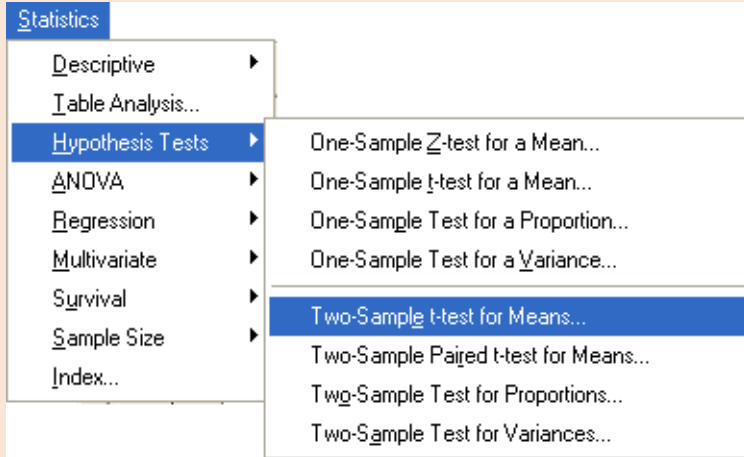 Statistics
Descriptive
Table Analysis...
Hypothesis Tests
ANOVA
Regression
Multivariate
Survival
Sample Size
Index...
One-Sample Z-test for a Mean...
One-Sample t-test for a Mean...
One-Sample Test for a Proportion...
One-Sample Test for a Variance...
Two-Sample t-test for Means...
Two-Sample Paired t-test for Means...
Two-Sample Test for Proportions...
Two-Sample Test for Variances...